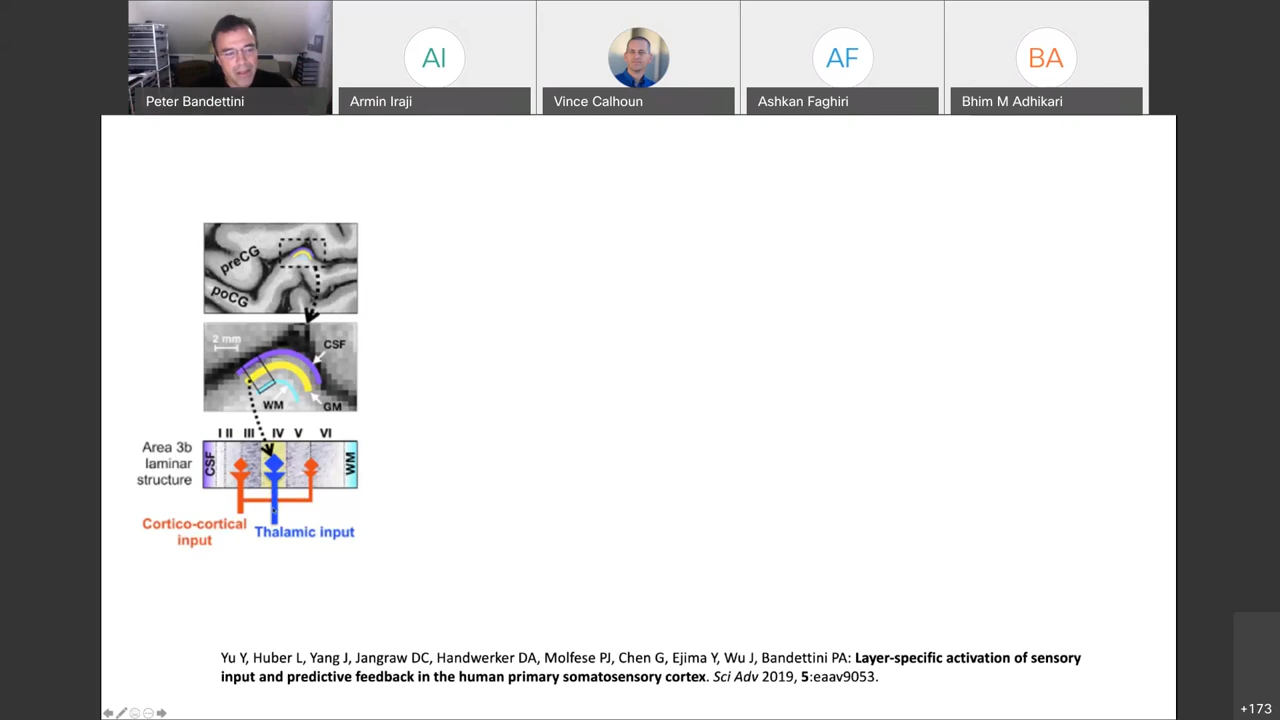 AI
AF
BA
Peter Bandettini
Armin Iraji
Vince Calhoun
Ashkan Faghiri
Bhim M Adhikari
preCG
poCG
2 mm
CSF
WM
GM
I II III IV V VI
Area 3b
laminar
structure
CSF
WM
Cortico-cortical
input
Thalamic input
Yu Y, Huber L, Yang J, Jangraw DC, Handwerker DA, Molfese PJ, Chen G, Ejima Y, Wu J, Bandettini PA: Layer-specific activation of sensory
input and predictive feedback in the human primary somatosensory cortex. Sci Adv 2019, 5:eaav9053.
+173